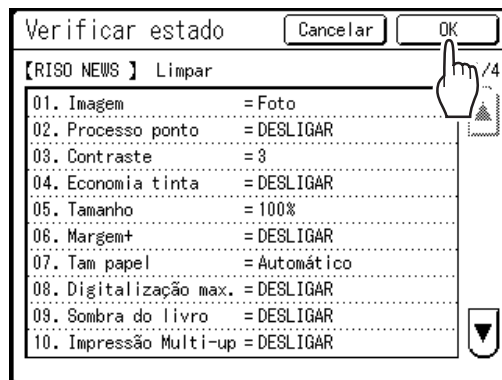 Verificar estado Cancelar OK
【RISO NEWS 】 Limpar /4
01. Imagem = Foto
02. Processo ponto = DESLIGAR
03. Contraste = 3
04. Economia tinta = DESLIGAR
05. Tamanho = 100%
06. Margem+ = DESLIGAR
07. Tam papel = Automático
08. Digitalização max. = DESLIGAR
09. Sombra do livro = DESLIGAR
10. Impressão Multi-up = DESLIGAR